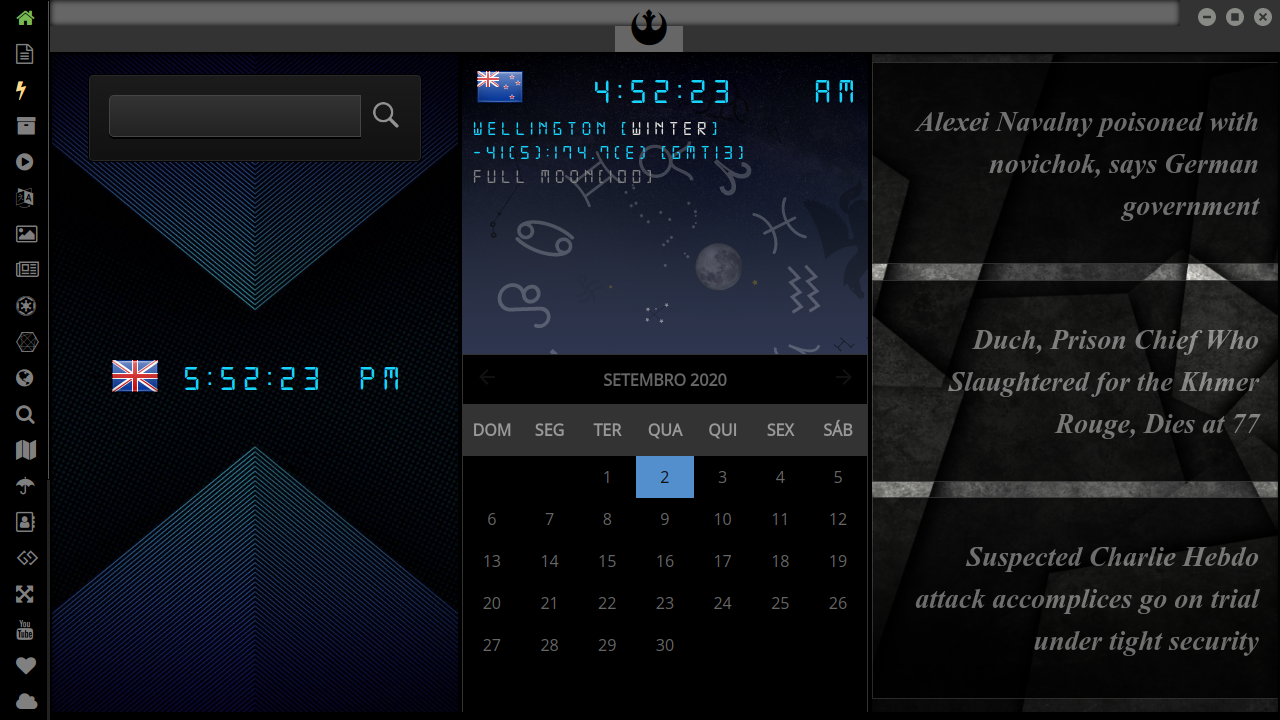 5:52:23 PM
4:52:23 AM
WELLINGTON [WINTER]
-41(S):174.7(E) [GMT13]
FULL MOON[100]
SETEMBRO 2020
DOM SEG TER QUA QUI SEX SÁB
1 2 3 4 5
6 7 8 9 10 11 12
13 14 15 16 17 18 19
20 21 22 23 24 25 26
27 28 29 30
Alexei Navalny poisoned with
novichok, says German
government
Duch, Prison Chief Who
Slaughtered for the Khmer
Rouge, Dies at 77
Suspected Charlie Hebdo
attack accomplices go on trial
under tight security
You
Tube